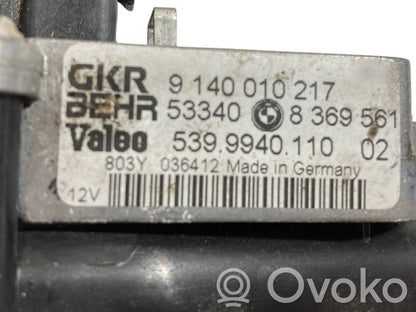 GKR 9 140 010 217
BEHR 53340 8 369 561
Valeo 539.9940.110 02
803Y 036412 Made in Germany
12V
Ovoko